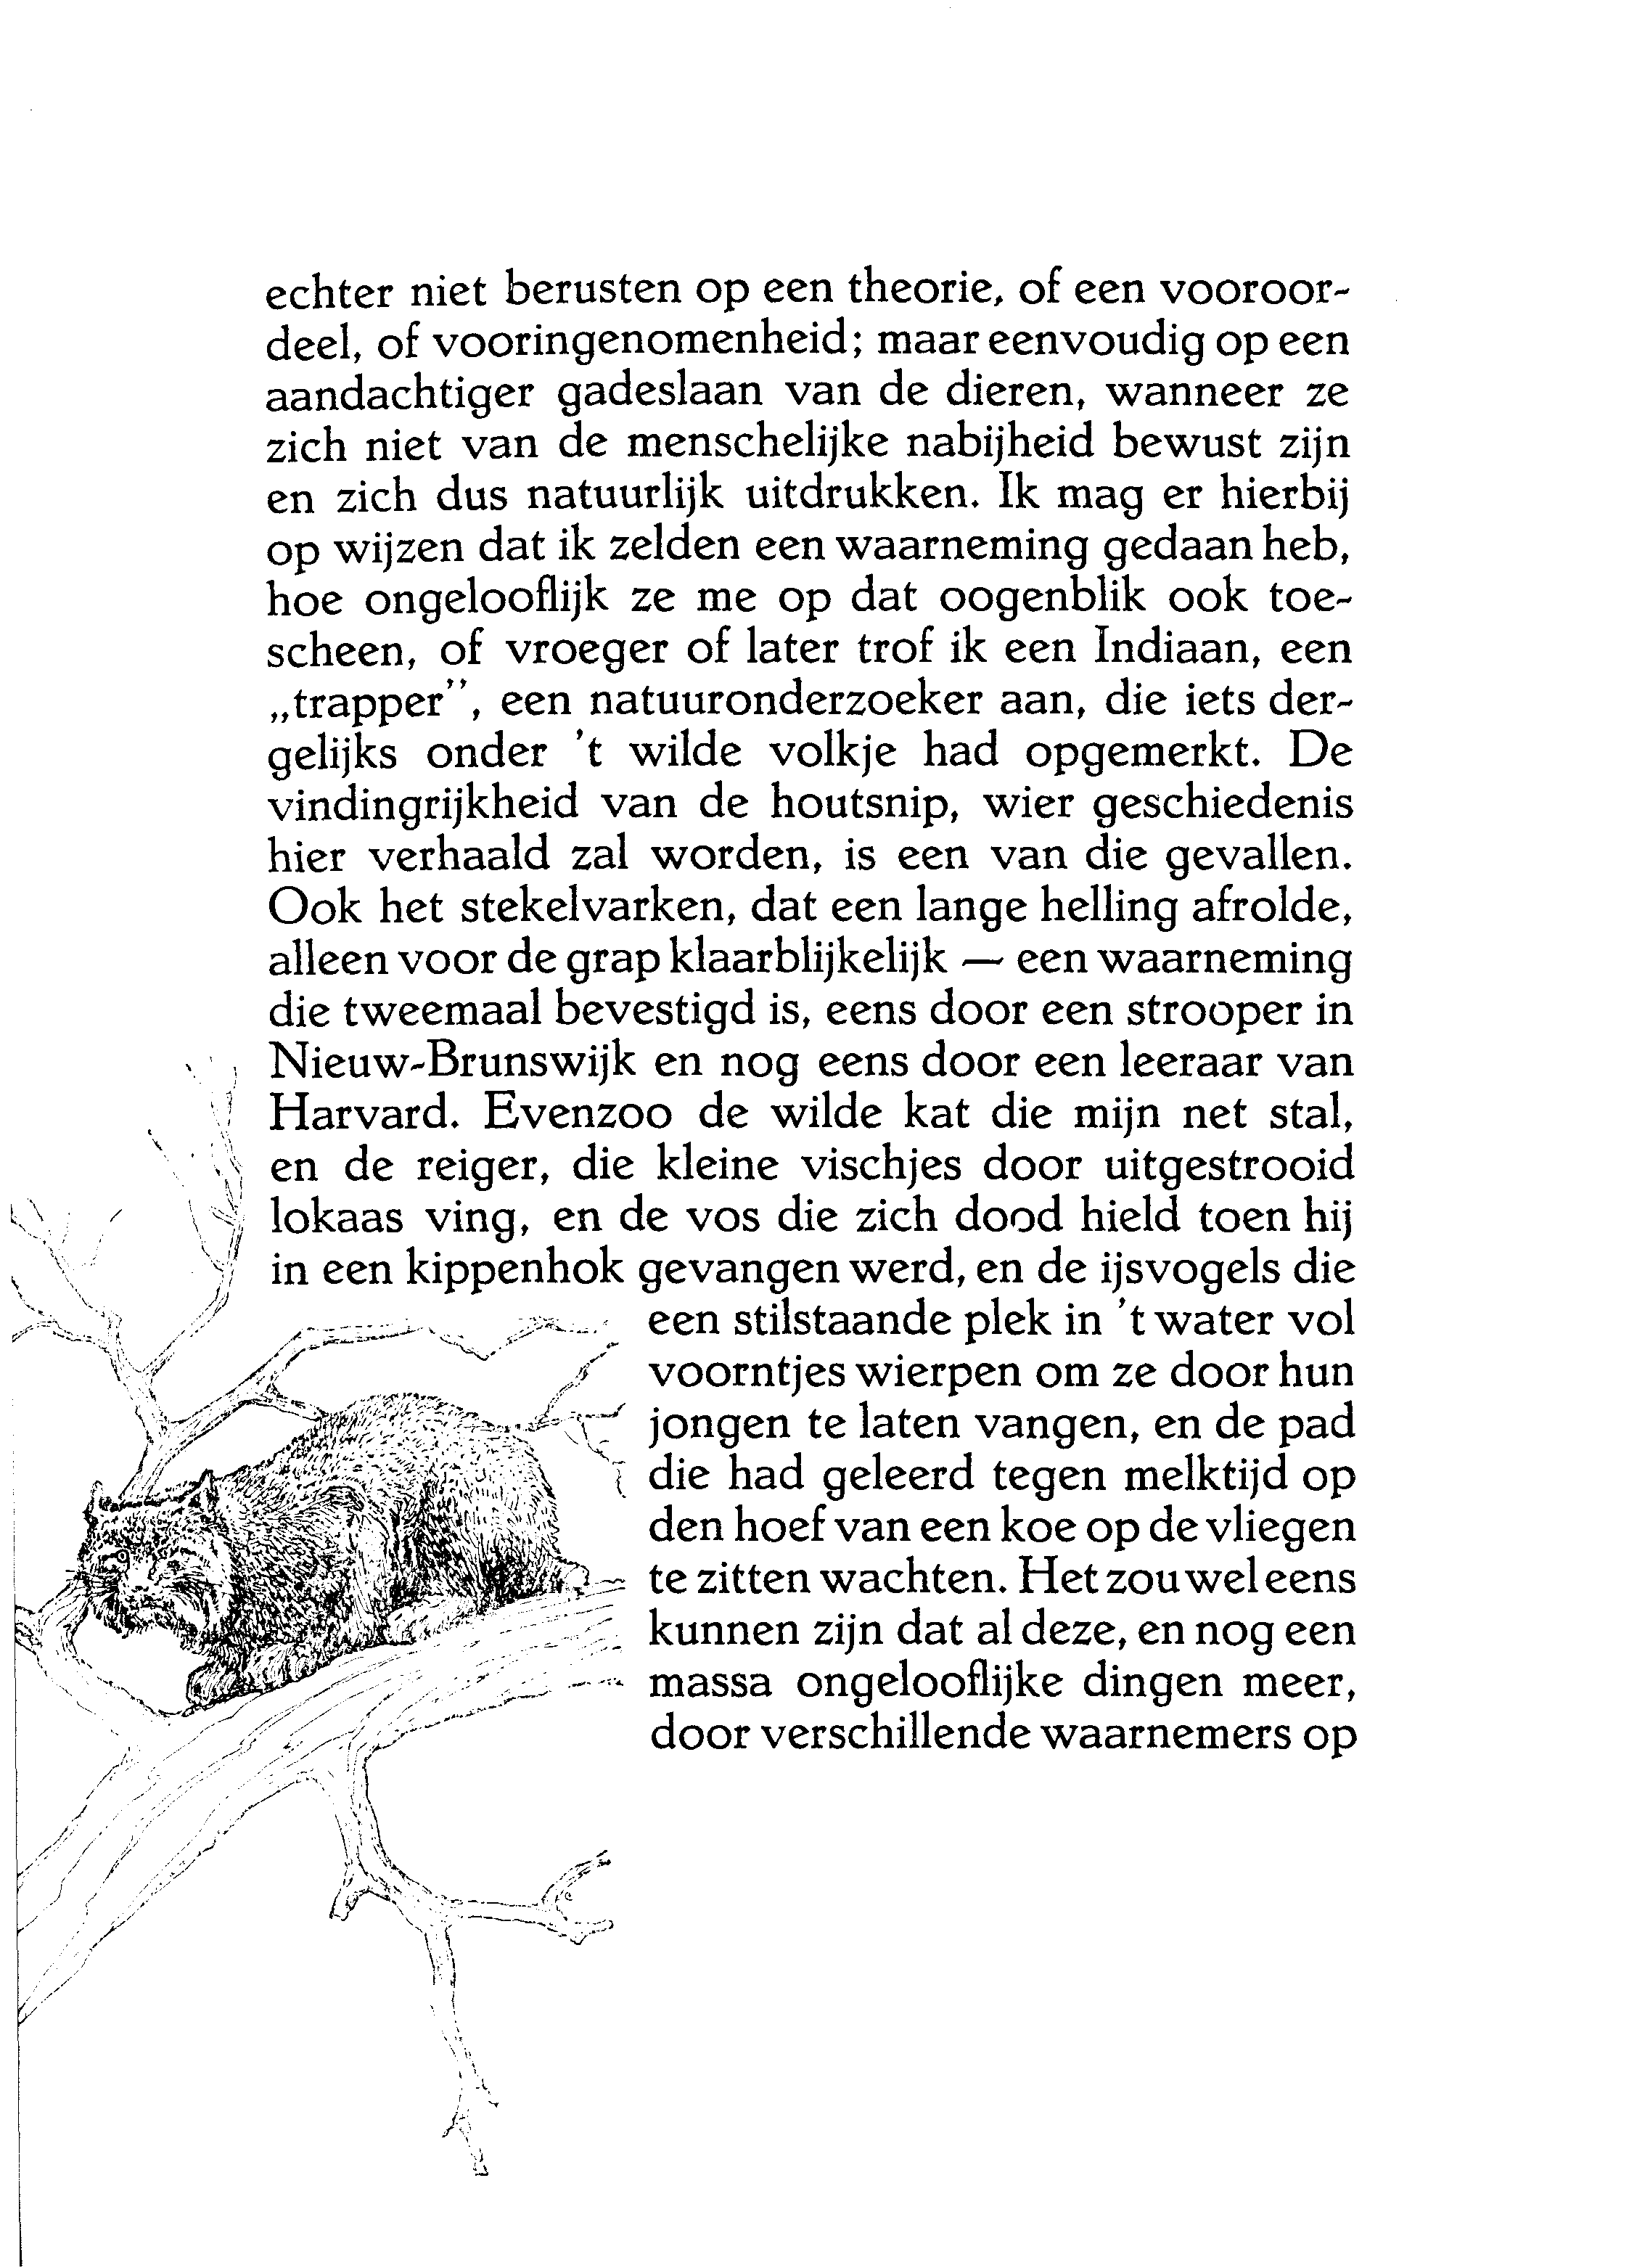 echter niet berusten op een theorie, of een vooroor-
deel, of vooringenomenheid; maar eenvoudig op een
aandachtiger gadeslaan van de dieren, wanneer ze
zich niet van de menschelijke nabijheid bewust zijn
en zich dus natuurlijk uitdrukken. Ik mag er hierbij
op wijzen dat ik zelden een waarneming gedaan heb,
hoe ongelooflijk ze me op dat oogenblik ook toe-
scheen, of vroeger of later trof ik een Indiaan, een
„trapper”, een natuuronderzoeker aan, die iets der-
gelijks onder 't wilde volkje had opgemerkt. De
vindingrijkheid van de houtsnip, wier geschiedenis
hier verhaald zal worden, is een van die gevallen.
Ook het stekelvarken, dat een lange helling afrolde,
alleen voor de grap klaarblijkelijk — een waarneming
die tweemaal bevestigd is, eens door een strooper in
Nieuw-Brunswijk en nog eens door een leeraar van
Harvard. Evenzoo de wilde kat die mijn net stal,
en de reiger, die kleine vischjes door uitgestrooid
lokaas ving, en de vos die zich dood hield toen hij
in een kippenhok gevangen werd, en de ijsvogels die
een stilstaande plek in 't water vol
voorntjes wierpen om ze door hun
jongen te laten vangen, en de pad
die had geleerd tegen melktijd op
den hoef van een koe op de vliegen
te zitten wachten. Het zou wel eens
kunnen zijn dat al deze, en nog een
massa ongelooflijke dingen meer,
door verschillende waarnemers op